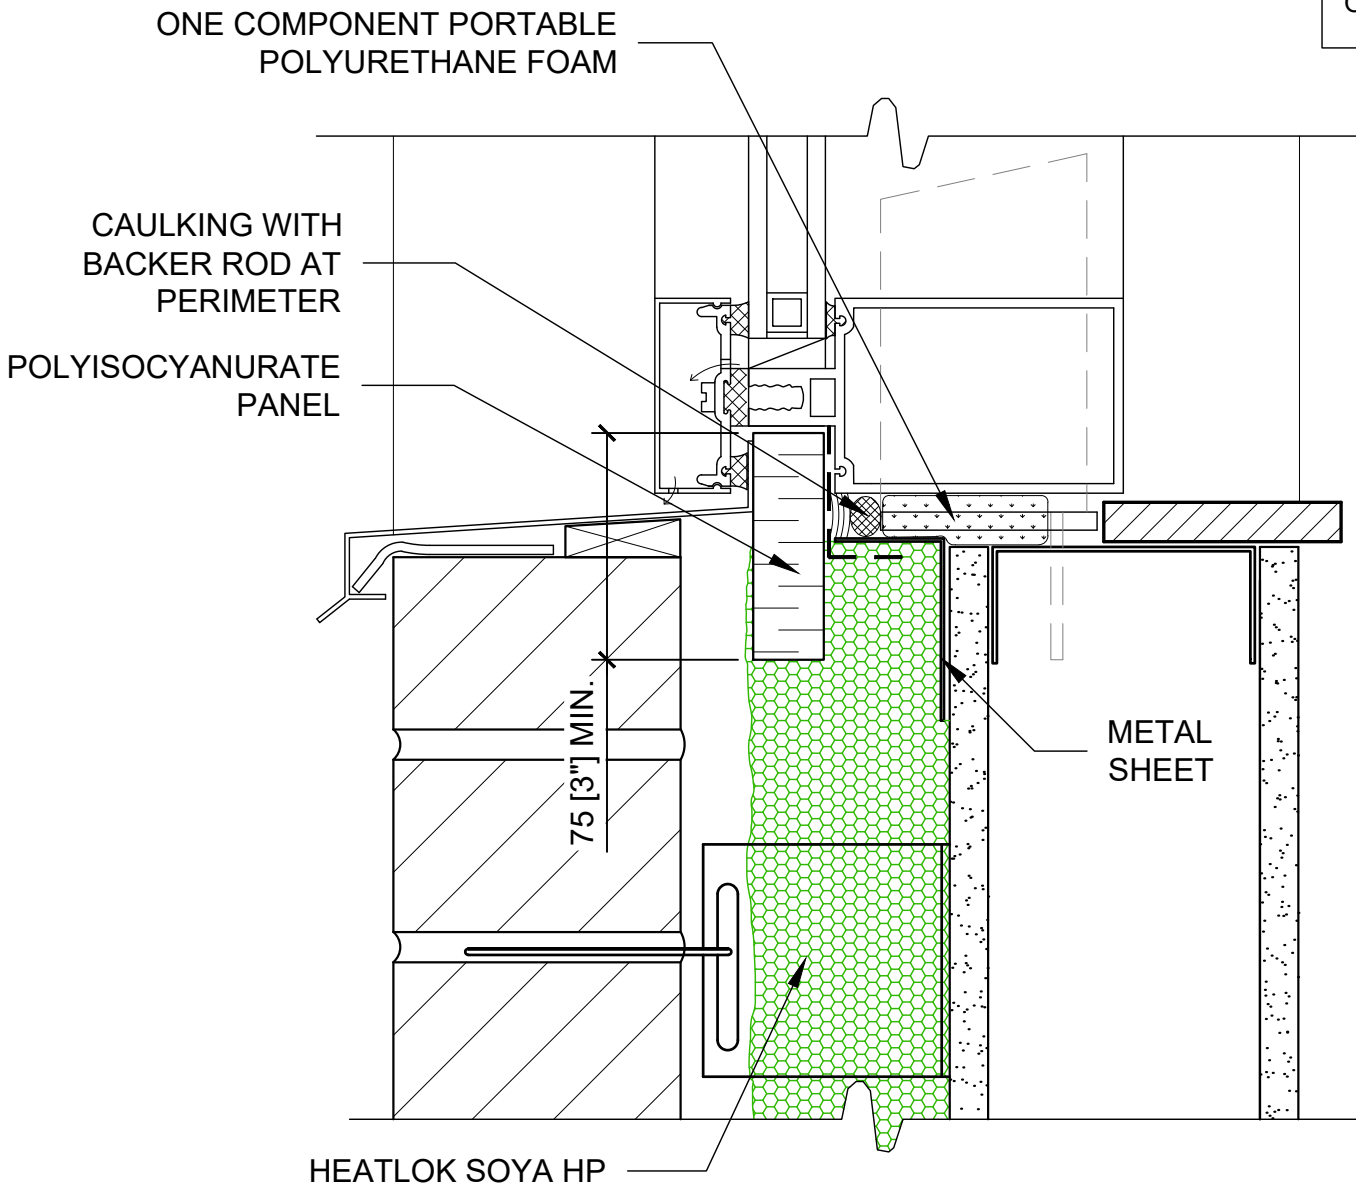 ONE COMPONENT PORTABLE
POLYURETHANE FOAM
CAULKING WITH
BACKER ROD AT
PERIMETER
POLYISOCYANURATE
PANEL
75 [3"] MIN.
METAL
SHEET
HEATLOK SOYA HP